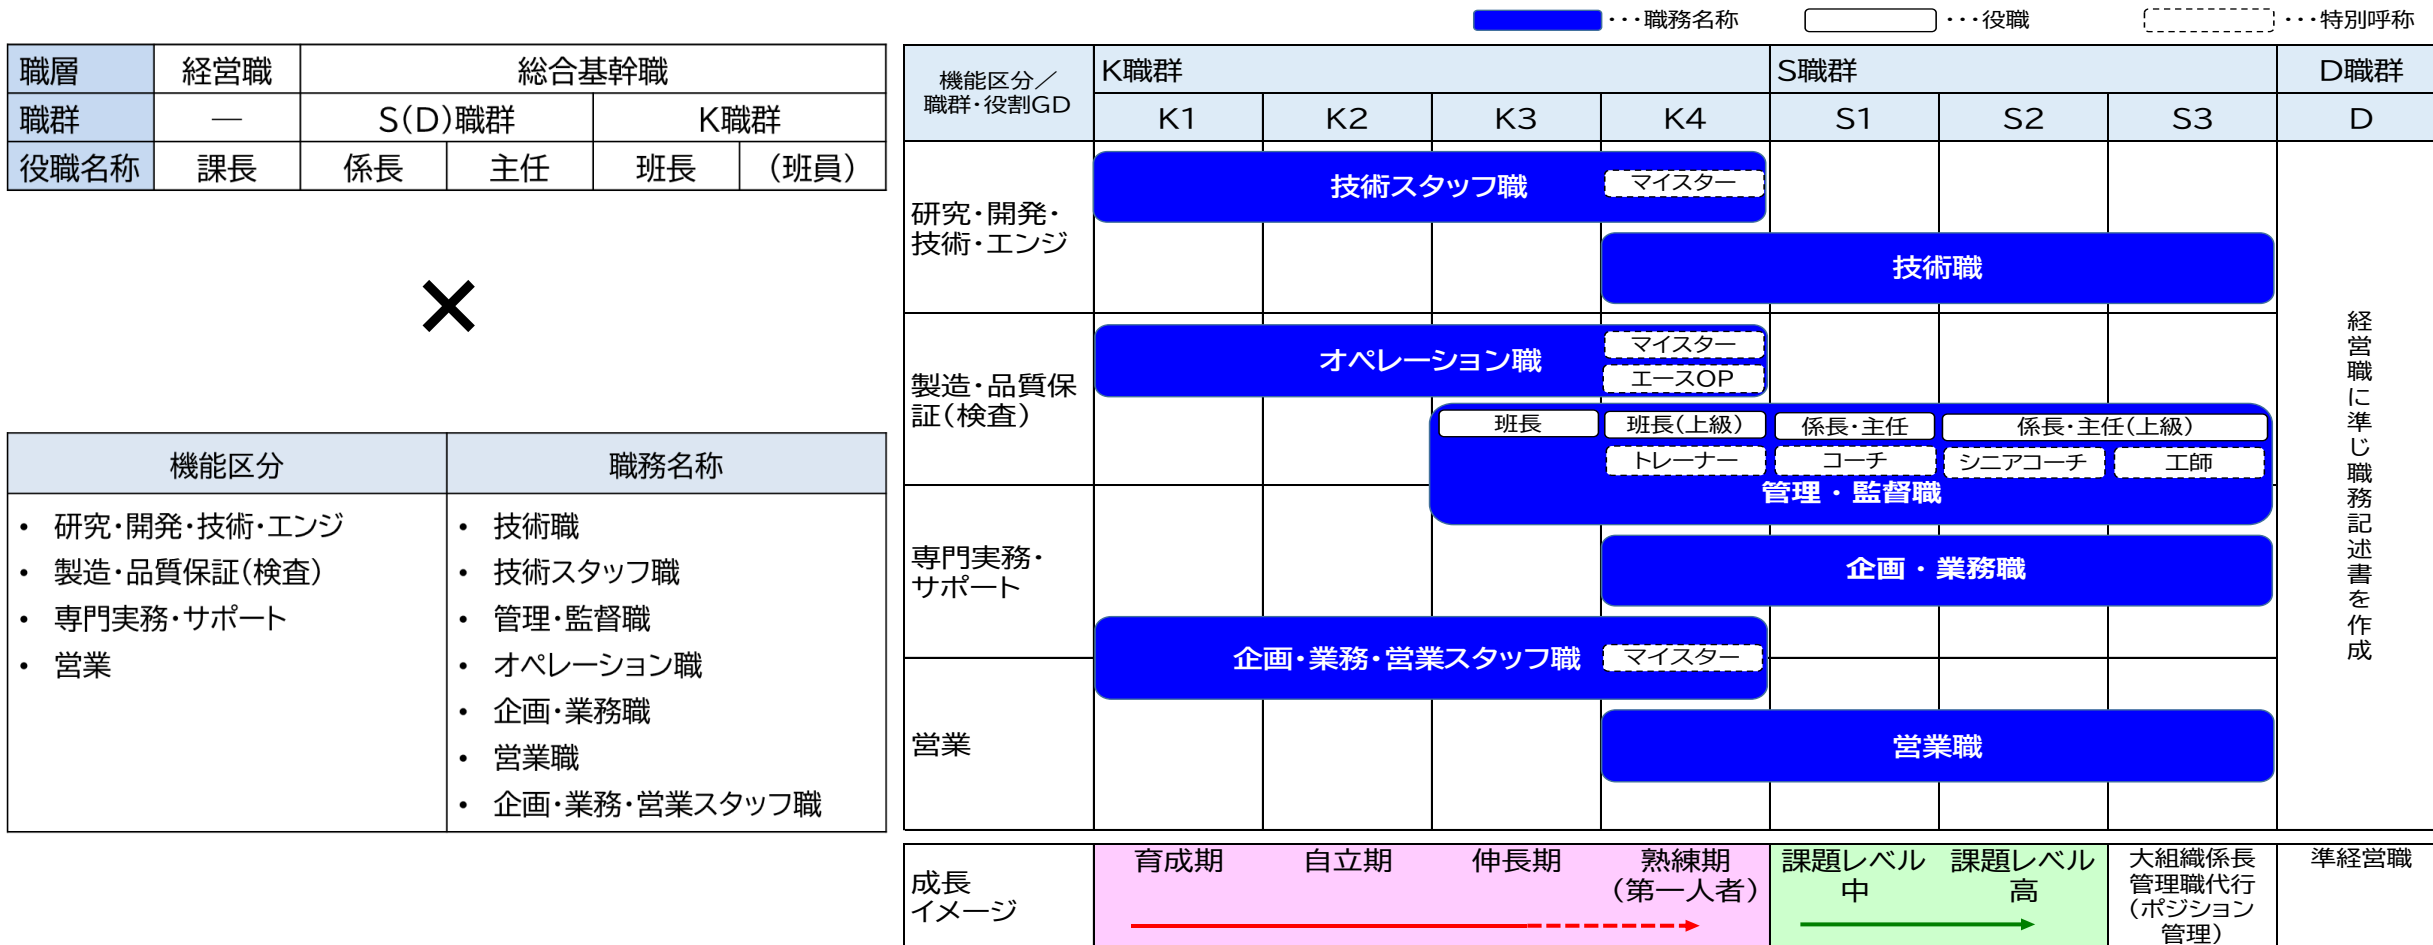 ･･･職務名称
･･･役職
･･･特別呼称
職層 経営職 総合基幹職
職群 ― S(D)職群 K職群
役職名称 課長 係長 主任 班長 (班員)
×
機能区分 職務名称
• 研究･開発･技術･エンジ
• 製造･品質保証(検査)
• 専門実務･サポート
• 営業
• 技術職
• 技術スタッフ職
• 管理･監督職
• オペレーション職
• 企画･業務職
• 営業職
• 企画･業務･営業スタッフ職
機能区分／
職群･役割GD
K職群 S職群 D職群
K1 K2 K3 K4 S1 S2 S3 D
研究･開発･
技術･エンジ
技術スタッフ職 マイスター
技術職
製造･品質保
証(検査)
オペレーション職 マイスター
エースOP
班長 班長(上級) 係長･主任 係長･主任(上級)
トレーナー コーチ シニアコーチ 工師
管理・監督職
専門実務･
サポート
企画・業務職
企画･業務･営業スタッフ職 マイスター
営業
営業職
経営職に準じ職務記述書を作成
成長
イメージ
育成期 自立期 伸長期 熟練期
(第一人者)
課題レベル
中
課題レベル
高
大組織係長
管理職代行
(ポジション
管理)
準経営職